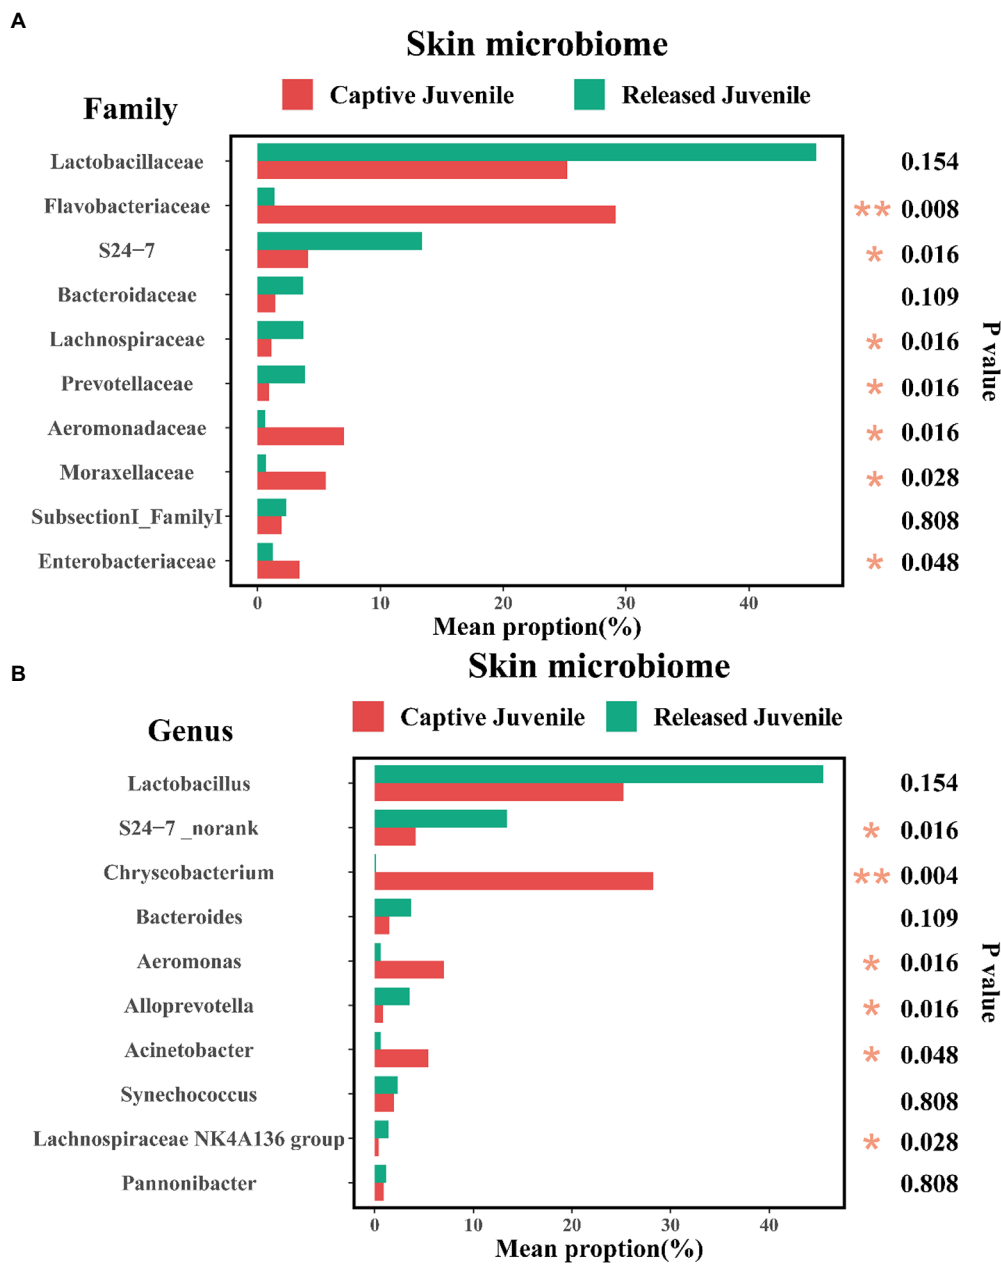 A
Skin microbiome
Captive Juvenile Released Juvenile
Family
Lactobacillaceae 0.154
Flavobacteriaceae ** 0.008
S24−7 * 0.016
Bacteroidaceae 0.109
Lachnospiraceae * 0.016
Prevotellaceae * 0.016
Aeromonadaceae * 0.016
Moraxellaceae * 0.028
SubsectionI_FamilyI 0.808
Enterobacteriaceae * 0.048
P value
0 10 20 30 40
Mean proption(%)
B
Skin microbiome
Captive Juvenile Released Juvenile
Genus
Lactobacillus 0.154
S24−7 _norank * 0.016
Chryseobacterium ** 0.004
Bacteroides 0.109
Aeromonas * 0.016
Alloprevotella * 0.016
Acinetobacter * 0.048
Synechococcus 0.808
Lachnospiraceae NK4A136 group * 0.028
Pannonibacter 0.808
P value
0 10 20 30 40
Mean proption(%)